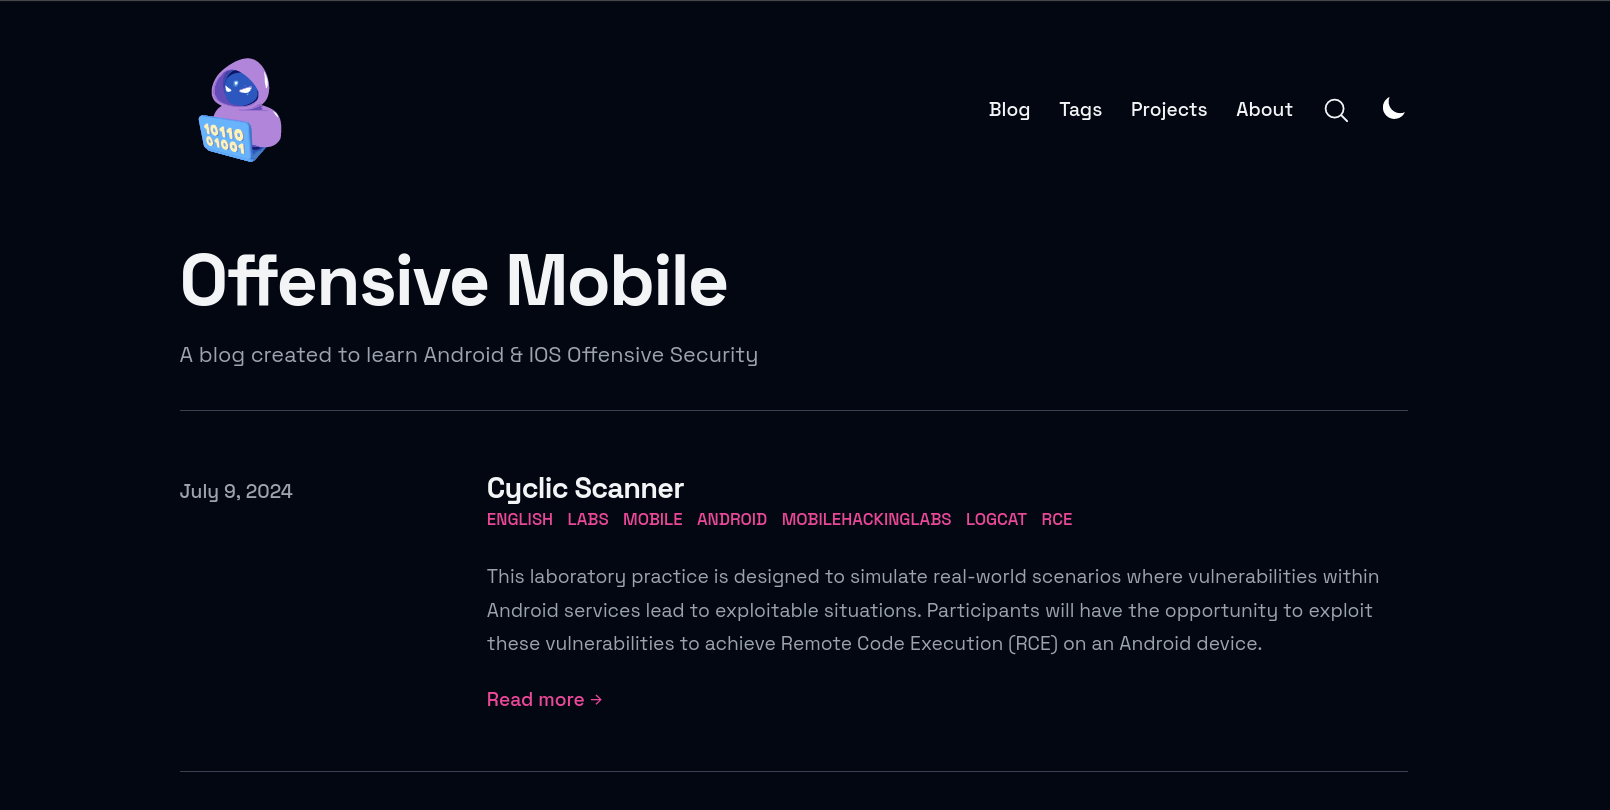 10110
01001
Blog Tags Projects About
Offensive Mobile
A blog created to learn Android & IOS Offensive Security
July 9, 2024
Cyclic Scanner
ENGLISH LABS MOBILE ANDROID MOBILEHACKINGLABS LOGCAT RCE
This laboratory practice is designed to simulate real-world scenarios where vulnerabilities within
Android services lead to exploitable situations. Participants will have the opportunity to exploit
these vulnerabilities to achieve Remote Code Execution (RCE) on an Android device.
Read more →